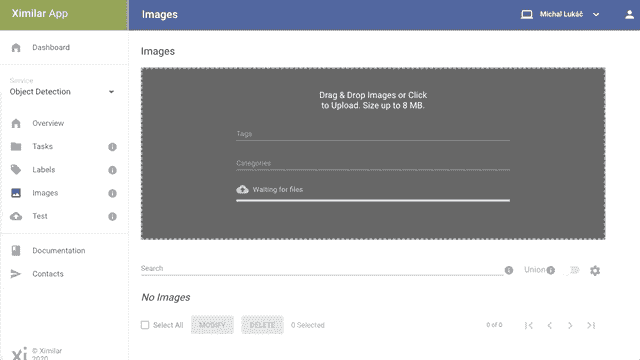 Ximilar App
Images
Michal Lukáč
Dashboard
Service
Object Detection
Overview
Tasks
Labels
Images
Test
Documentation
Contacts
© Ximilar
2020
Images
Drag & Drop Images or Click
to Upload. Size up to 8 MB.
Tags
Categories
Waiting for files
Search
Union
No Images
Select All
MODIFY
DELETE
0 Selected
0 of 0